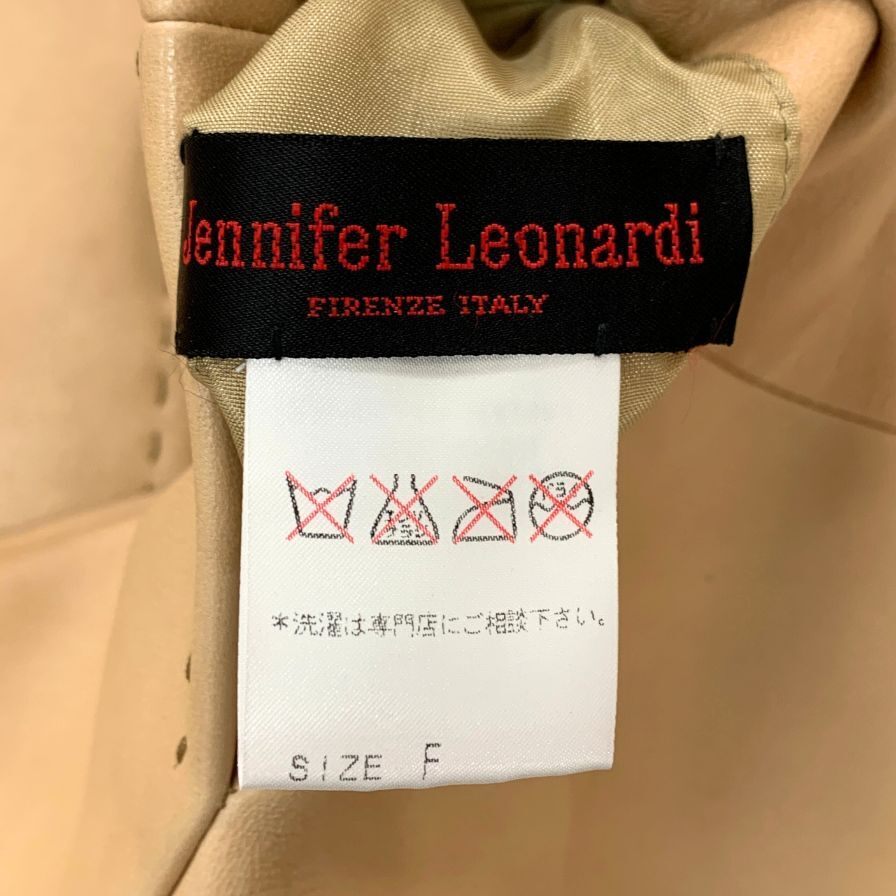 Jennifer Leonardi
FIRENZE ITALY
*洗濯は専門店にご相談下さい。
SIZE F